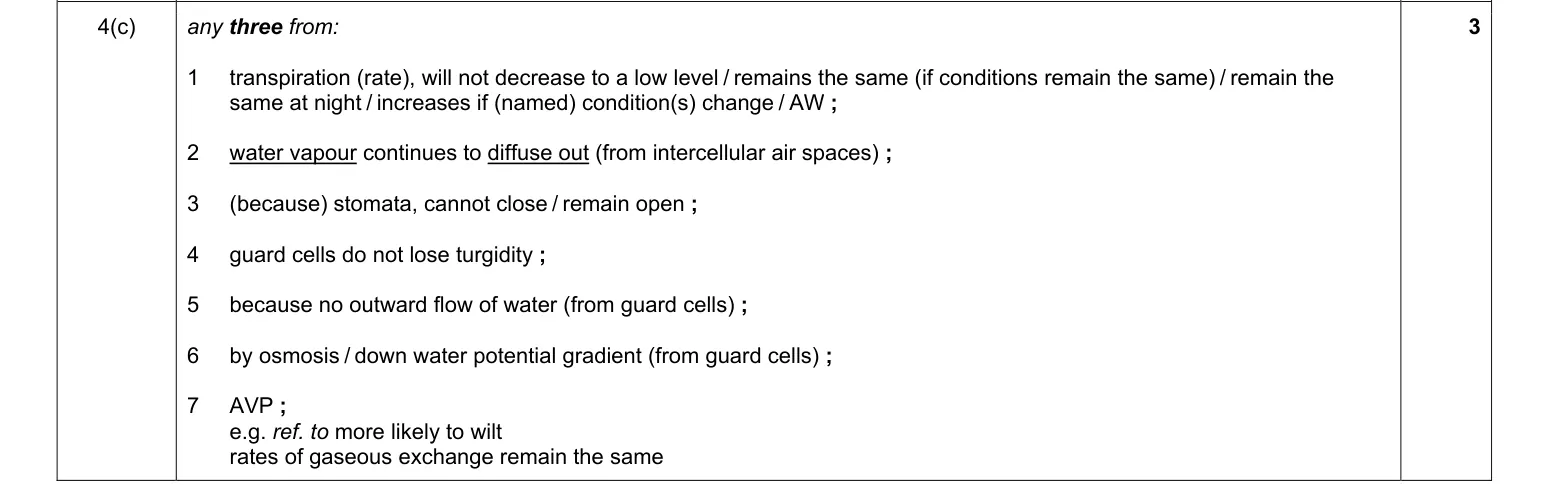 4(c) any three from: 3
1 transpiration (rate), will not decrease to a low level / remains the same (if conditions remain the same) / remain the
same at night / increases if (named) condition(s) change / AW ;
2 water vapour continues to diffuse out (from intercellular air spaces) ;
3 (because) stomata, cannot close / remain open ;
4 guard cells do not lose turgidity ;
5 because no outward flow of water (from guard cells) ;
6 by osmosis / down water potential gradient (from guard cells) ;
7 AVP ;
e.g. ref. to more likely to wilt
rates of gaseous exchange remain the same